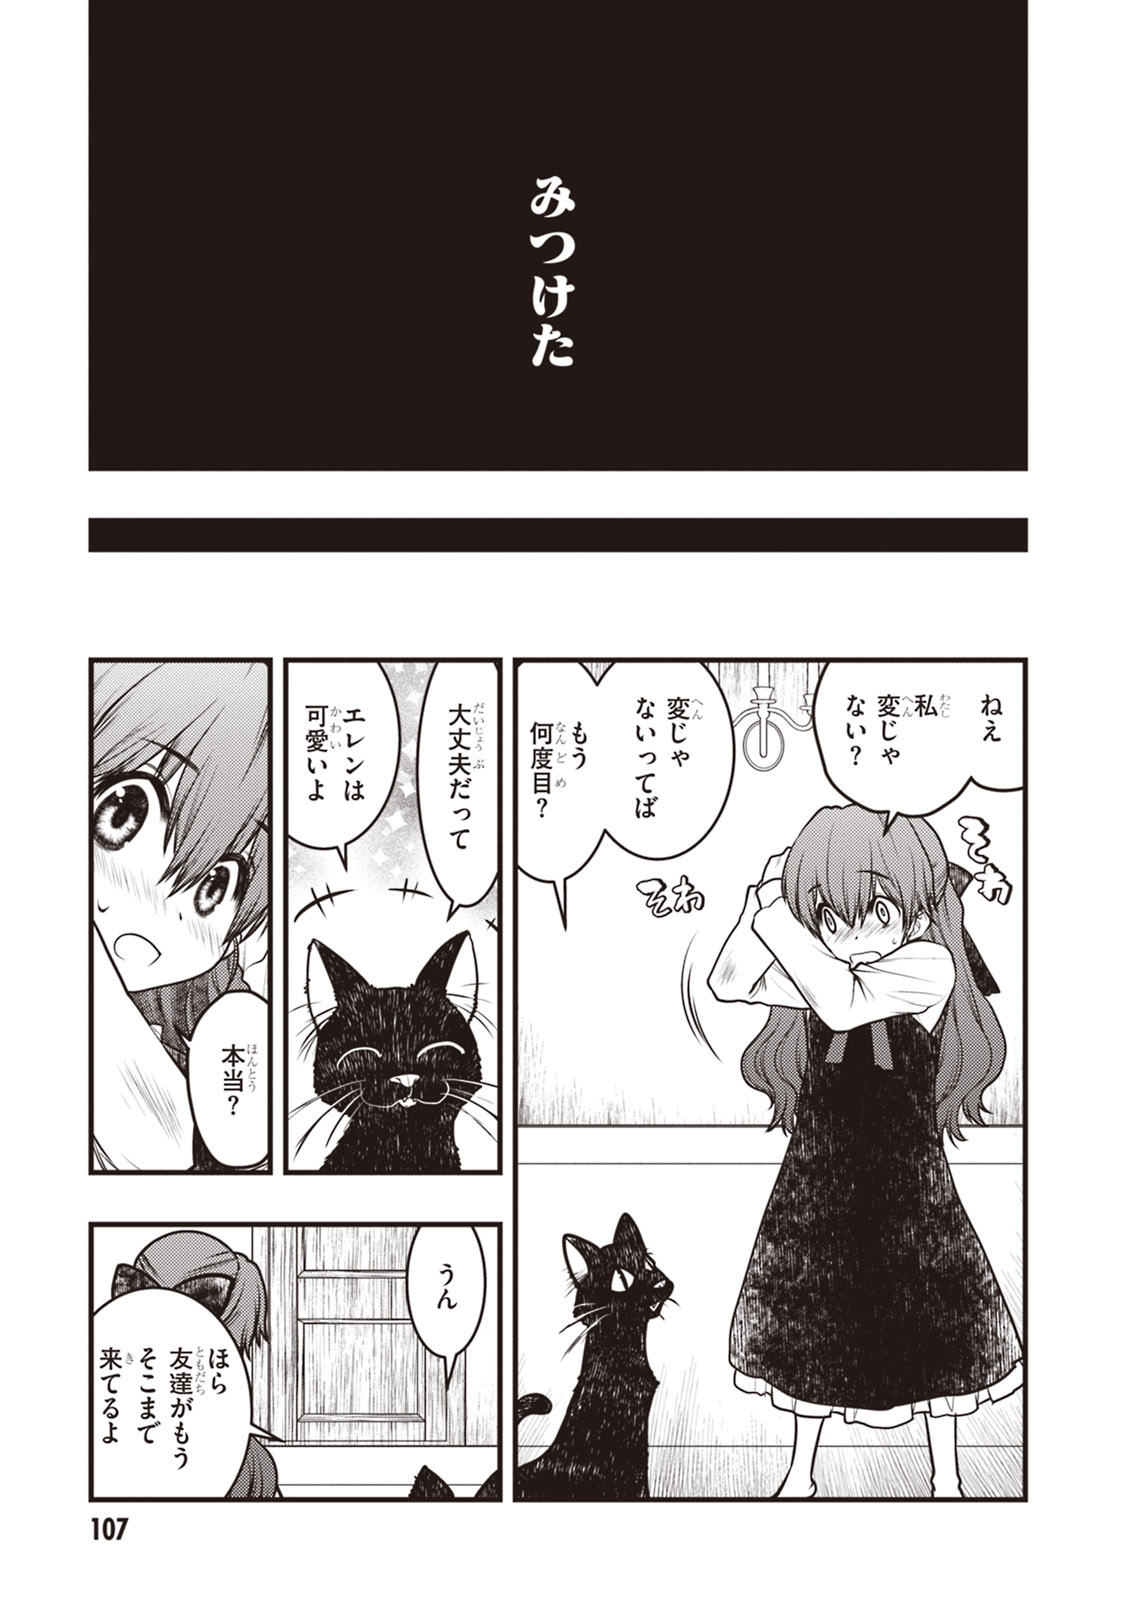 みつけた
ねえ
私
変じゃ
ない?
そわ
そわ
変じゃ
ないってば
もう
何度目?
大丈夫だって
エレンは
可愛いよ
本当?
うん
ほら
友達がもう
そこまで
来てるよ
107